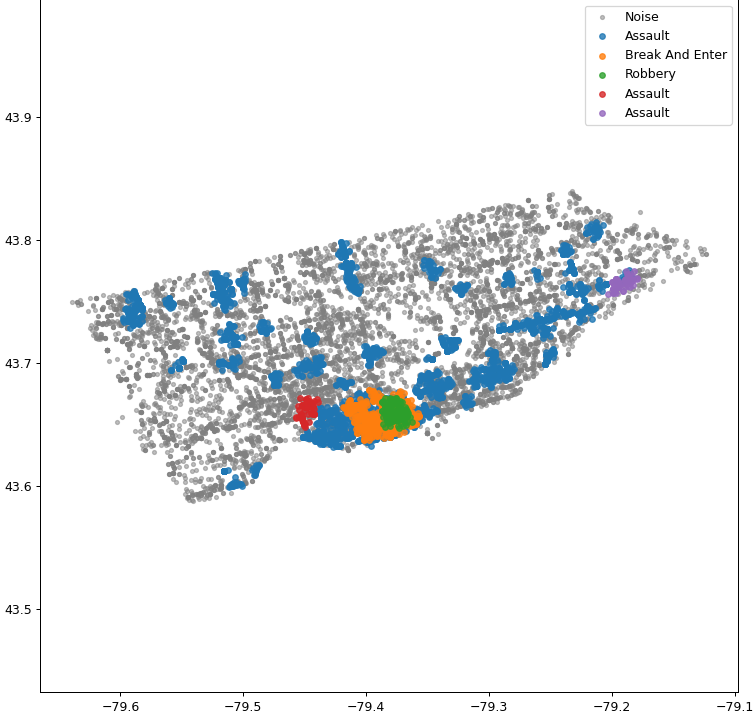 Noise
Assault
Break And Enter
Robbery
Assault
Assault
43.9
43.8
43.7
43.6
43.5
−79.6
−79.5
−79.4
−79.3
−79.2
−79.1